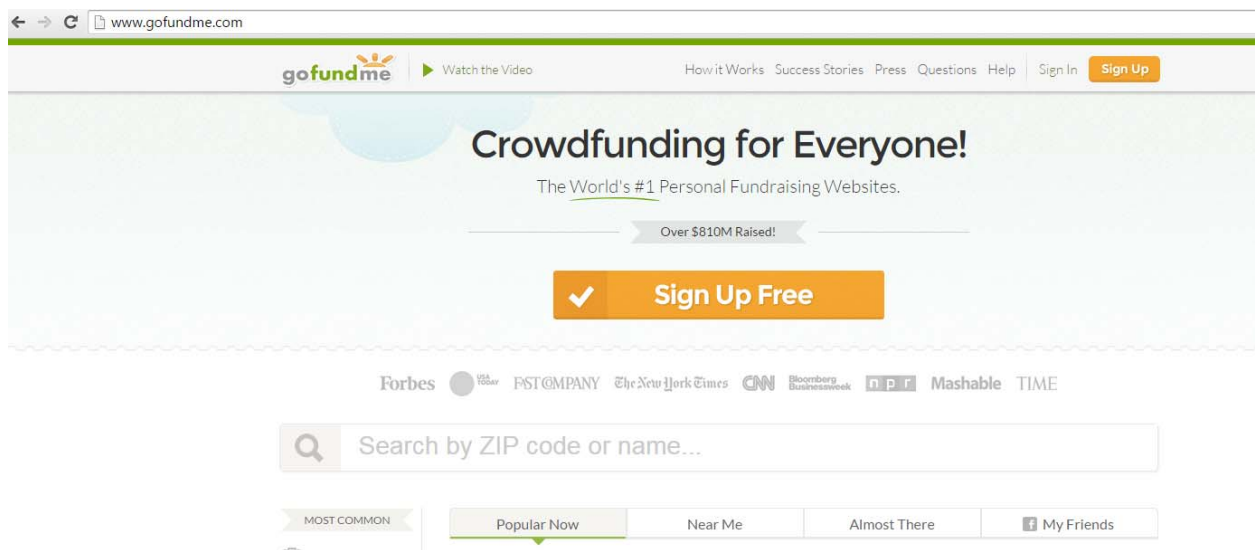 www.gofundme.com
gofundme Watch the Video How it Works Success Stories Press Questions Help Sign In Sign Up
Crowdfunding for Everyone!
The World's #1 Personal Fundraising Websites.
Over $810M Raised!
Sign Up Free
Forbes USA TODAY FAST COMPANY The New York Times CNN Bloomberg Businessweek npr Mashable TIME
Search by ZIP code or name...
MOST COMMON Popular Now Near Me Almost There f My Friends